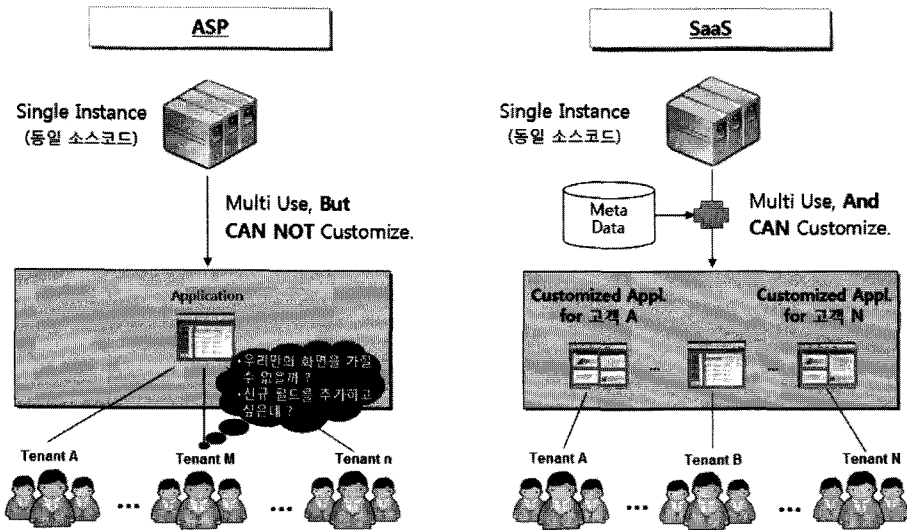 ASP
Single Instance
(동일 소스코드)
Multi Use, But
CAN NOT Customize.
Application
•우리만의 화면을 가질
수 없을까 ?
•신규 필드를 추가하고
싶은데 ?
Tenant A
...
Tenant M
...
Tenant n
SaaS
Single Instance
(동일 소스코드)
Meta
Data
Multi Use, And
CAN Customize.
Customized Appl.
for 고객 A
Customized Appl.
for 고객 N
...
...
Tenant A
...
Tenant B
...
Tenant N